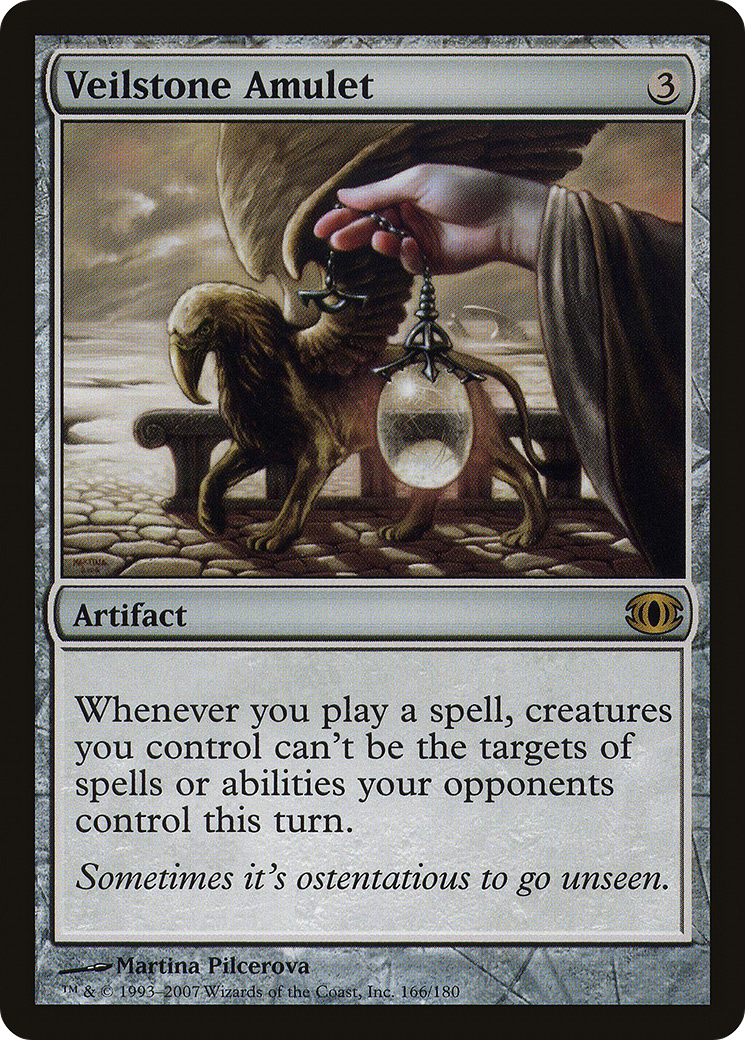 Veilstone Amulet
3
Artifact
Whenever you play a spell, creatures
you control can't be the targets of
spells or abilities your opponents
control this turn.
Sometimes it's ostentatious to go unseen.
Martina Pilcerova
™ & © 1993–2007 Wizards of the Coast, Inc. 166/180